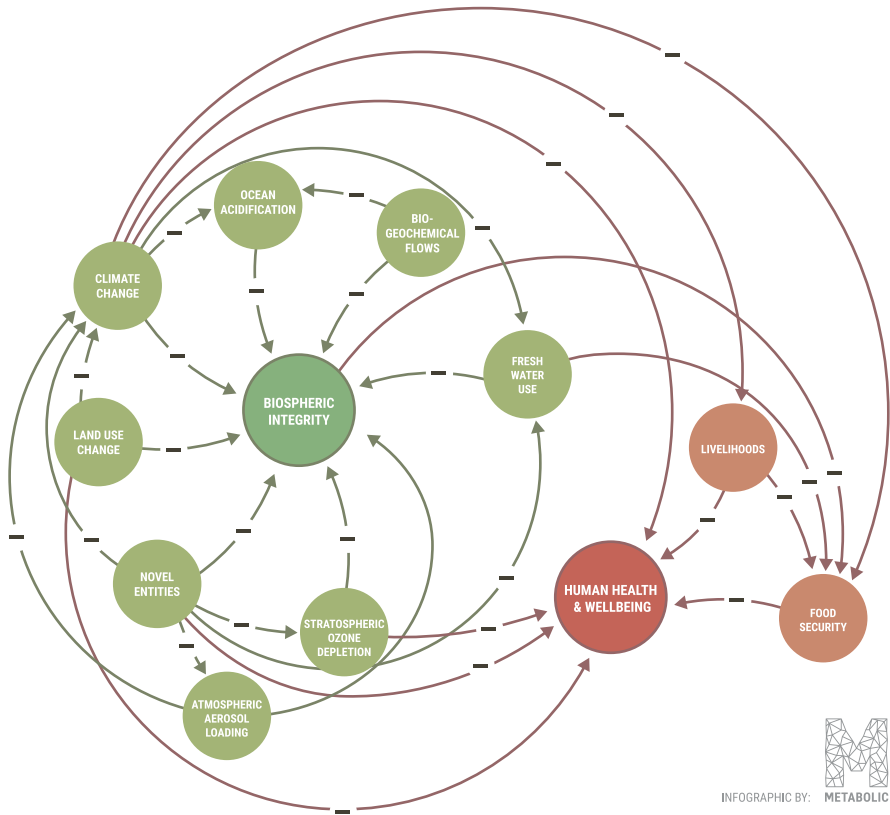 OCEAN
ACIDIFICATION
BIO-
GEOCHEMICAL
FLOWS
CLIMATE
CHANGE
FRESH
WATER
USE
BIOSPHERIC
INTEGRITY
LAND USE
CHANGE
LIVELIHOODS
NOVEL
ENTITIES
HUMAN HEALTH
& WELLBEING
STRATOSPHERIC
OZONE
DEPLETION
FOOD
SECURITY
ATMOSPHERIC
AEROSOL
LOADING
INFOGRAPHIC BY: METABOLIC